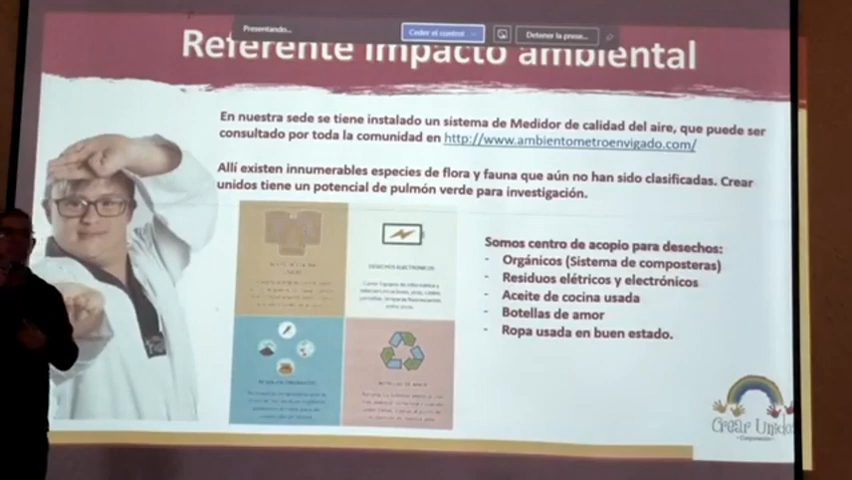 Presentando...
Ceder el control
Detener la prese...
Referente impacto ambiental
En nuestra sede se tiene instalado un sistema de Medidor de calidad del aire, que puede ser
consultado por toda la comunidad en http://www.ambientometroenvigado.com/
Allí existen innumerables especies de flora y fauna que aún no han sido clasificadas. Crear
unidos tiene un potencial de pulmón verde para investigación.
DESECHOS ELECTRÓNICOS
Somos centro de acopio para desechos:
- Orgánicos (Sistema de composteras)
- Residuos elétricos y electrónicos
- Aceite de cocina usada
- Botellas de amor
- Ropa usada en buen estado.
Crear Unidos
Corporación